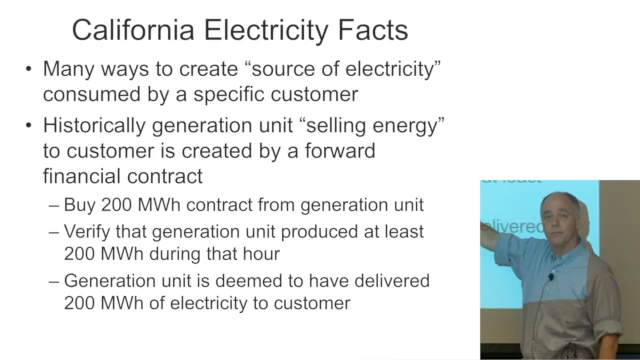 California Electricity Facts
• Many ways to create “source of electricity”
consumed by a specific customer
• Historically generation unit “selling energy”
to customer is created by a forward
financial contract
– Buy 200 MWh contract from generation unit
– Verify that generation unit produced at least
200 MWh during that hour
– Generation unit is deemed to have delivered
200 MWh of electricity to customer
at least
delivered